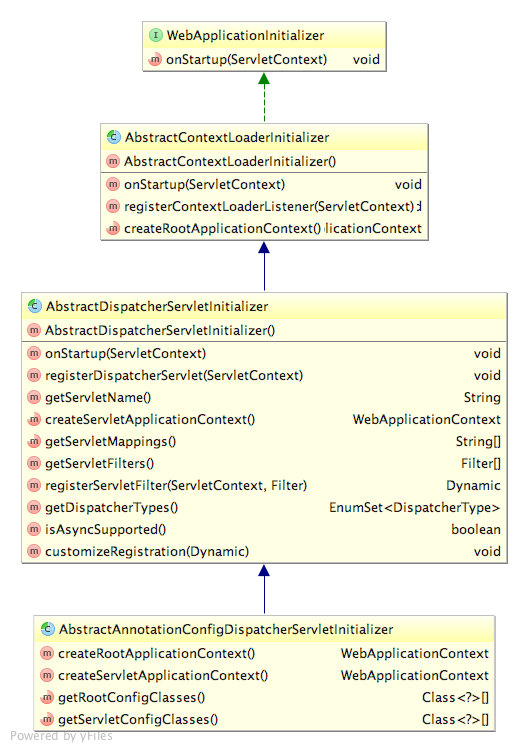 WebApplicationInitializer
onStartup(ServletContext) void
AbstractContextLoaderInitializer
AbstractContextLoaderInitializer()
onStartup(ServletContext) void
registerContextLoaderListener(ServletContext)
createRootApplicationContext() licationContext
AbstractDispatcherServletInitializer
AbstractDispatcherServletInitializer()
onStartup(ServletContext) void
registerDispatcherServlet(ServletContext) void
getServletName() String
createServletApplicationContext() WebApplicationContext
getServletMappings() String[]
getServletFilters() Filter[]
registerServletFilter(ServletContext, Filter) Dynamic
getDispatcherTypes() EnumSet<DispatcherType>
isAsyncSupported() boolean
customizeRegistration(Dynamic) void
AbstractAnnotationConfigDispatcherServletInitializer
createRootApplicationContext() WebApplicationContext
createServletApplicationContext() WebApplicationContext
getRootConfigClasses() Class<?>[]
getServletConfigClasses() Class<?>[]
Powered by yFiles